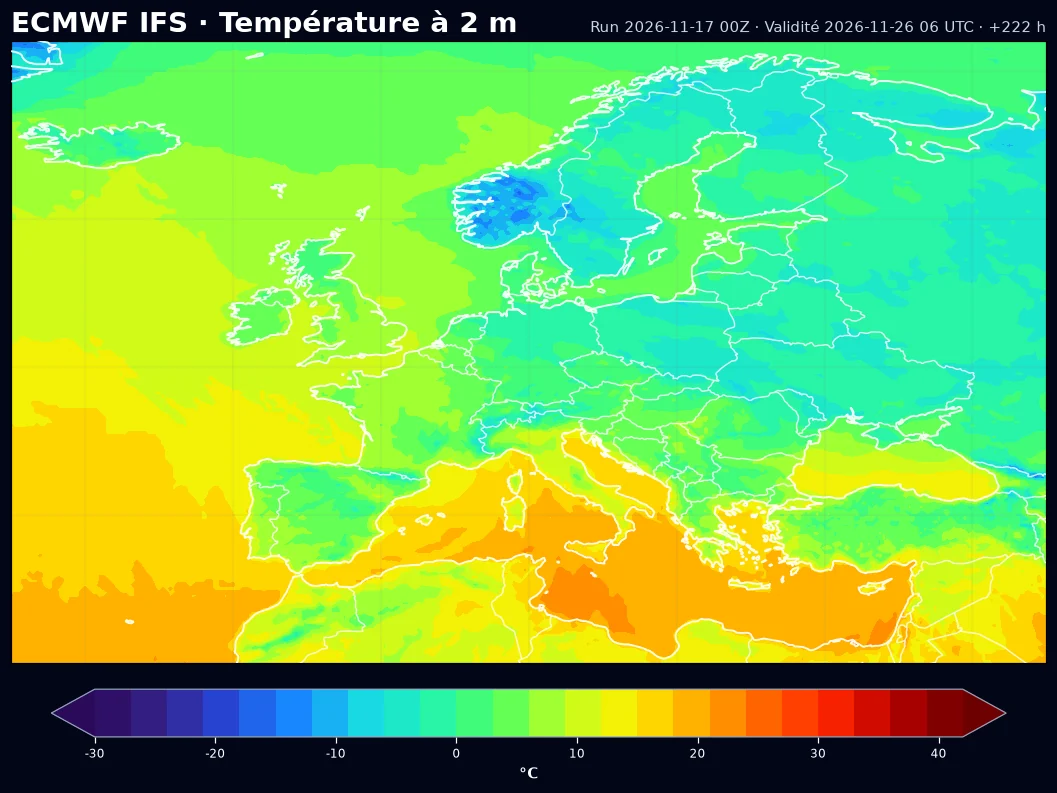 ECMWF IFS · Température à 2 m
Run 2026-11-17 00Z · Validité 2026-11-26 06 UTC · +222 h
-30 -20 -10 0 10 20 30 40
°C